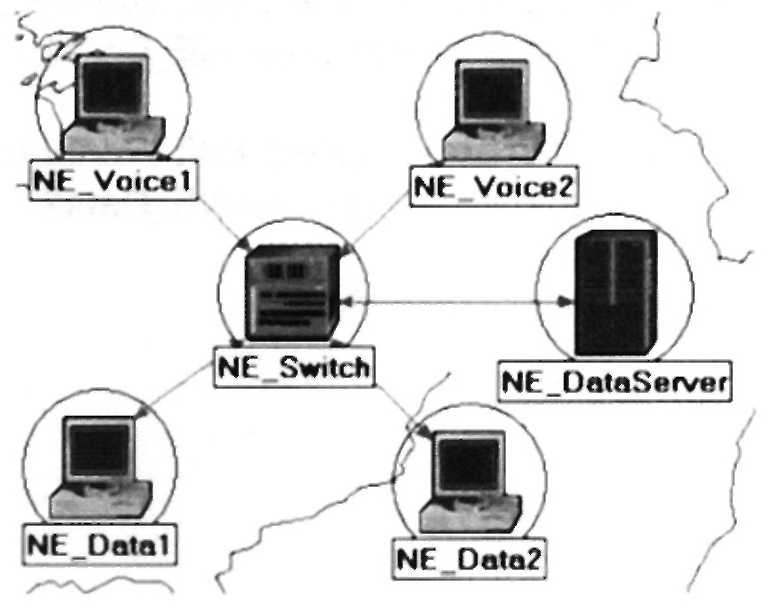 NE_Voice1
NE_Voice2
NE_Switch
NE_DataServer
NE_Data1
NE_Data2